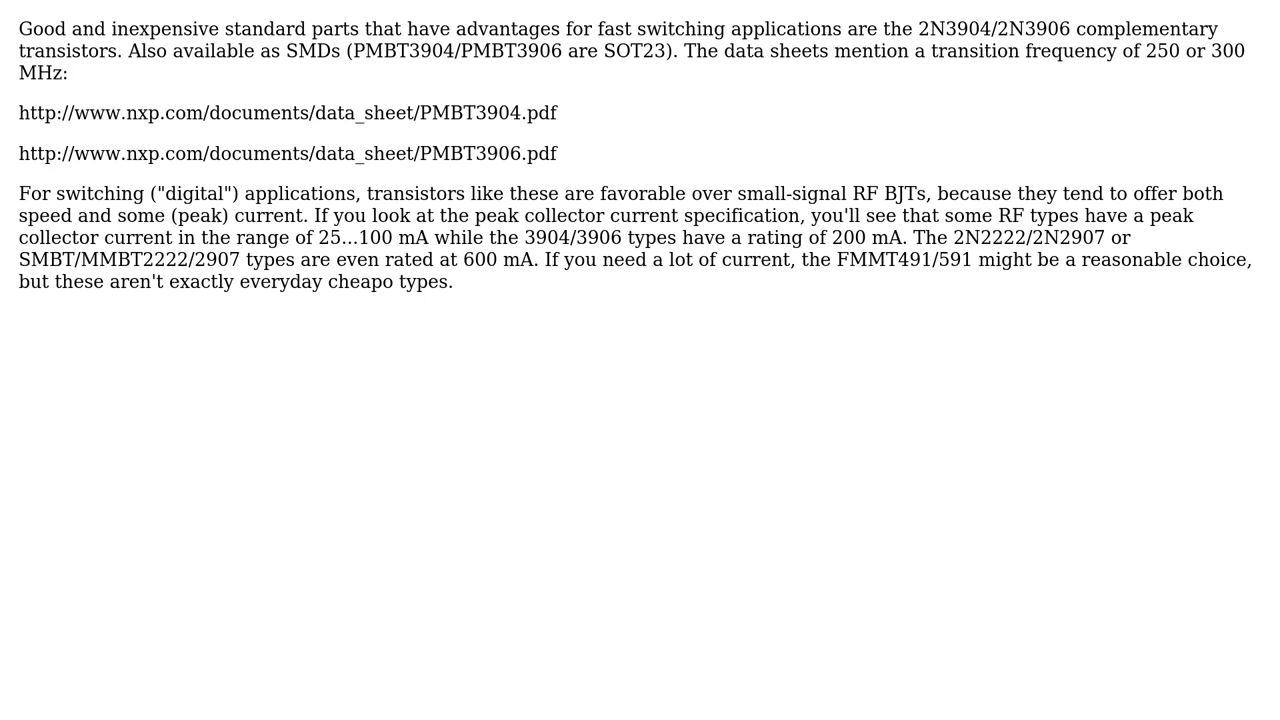 Good and inexpensive standard parts that have advantages for fast switching applications are the 2N3904/2N3906 complementary
transistors. Also available as SMDs (PMBT3904/PMBT3906 are SOT23). The data sheets mention a transition frequency of 250 or 300
MHz:
http://www.nxp.com/documents/data_sheet/PMBT3904.pdf
http://www.nxp.com/documents/data_sheet/PMBT3906.pdf
For switching ("digital") applications, transistors like these are favorable over small-signal RF BJTs, because they tend to offer both
speed and some (peak) current. If you look at the peak collector current specification, you'll see that some RF types have a peak
collector current in the range of 25...100 mA while the 3904/3906 types have a rating of 200 mA. The 2N2222/2N2907 or
SMBT/MMBT2222/2907 types are even rated at 600 mA. If you need a lot of current, the FMMT491/591 might be a reasonable choice,
but these aren't exactly everyday cheapo types.